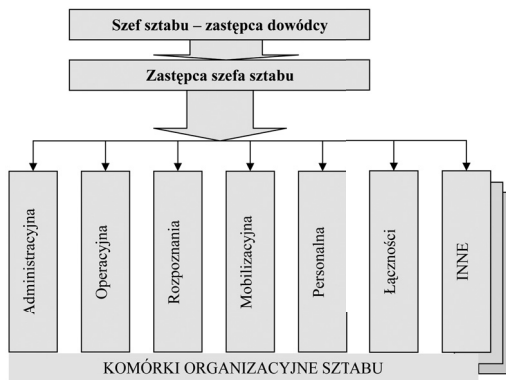 Szef sztabu – zastępca dowódcy
Zastępca szefa sztabu
Administracyjna
Operacyjna
Rozpoznania
Mobilizacyjna
Personalna
Łączności
INNE
KOMÓRKI ORGANIZACYJNE SZTABU